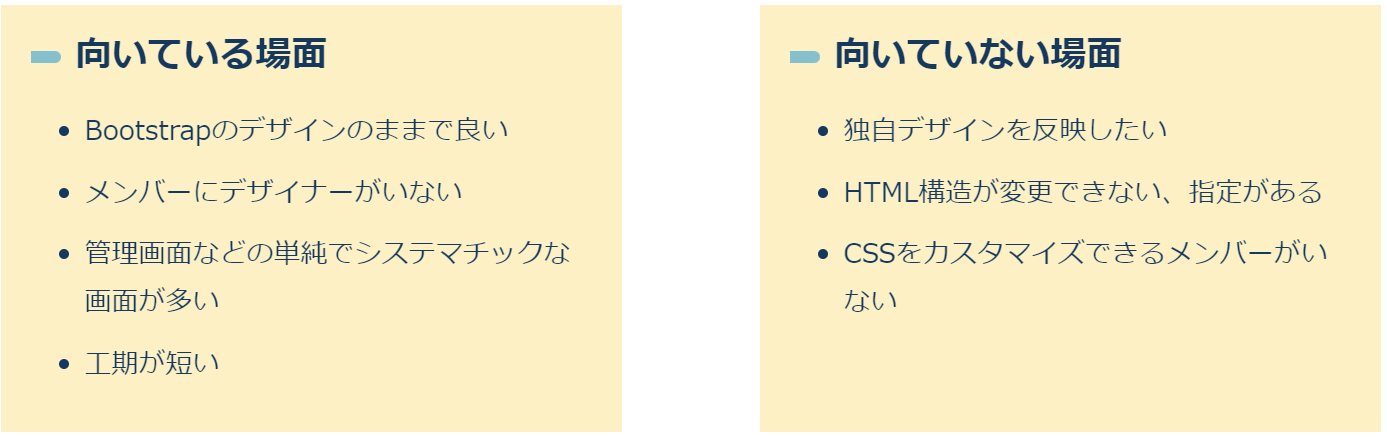 向いている場面
Bootstrapのデザインのままで良い
メンバーにデザイナーがいない
管理画面などの単純でシステマチックな
画面が多い
工期が短い
向いていない場面
独自デザインを反映したい
HTML構造が変更できない、指定がある
CSSをカスタマイズできるメンバーがい
ない